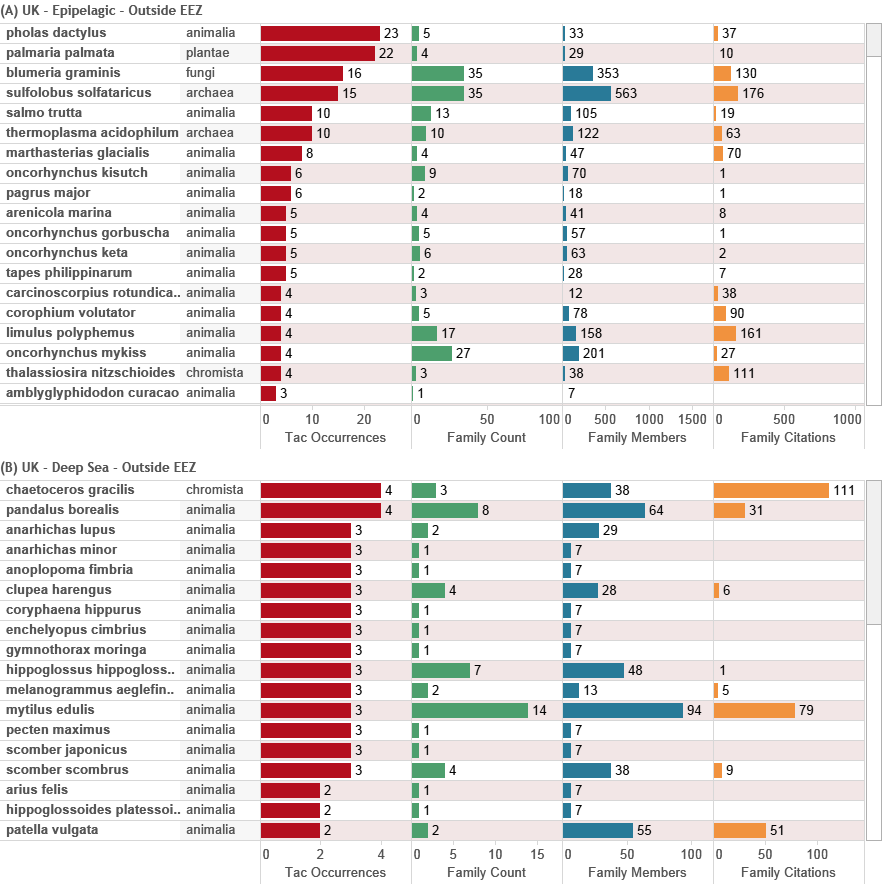 (A) UK - Epipelagic - Outside EEZ
pholas dactylus animalia 23 5 33 37
palmaria palmata plantae 22 4 29 10
blumeria graminis fungi 16 35 353 130
sulfolobus solfataricus archaea 15 35 563 176
salmo trutta animalia 10 13 105 19
thermoplasma acidophilum archaea 10 10 122 63
marthasterias glacialis animalia 8 4 47 70
oncorhynchus kisutch animalia 6 9 70 1
pagrus major animalia 6 2 18 1
arenicola marina animalia 5 4 41 8
oncorhynchus gorbuscha animalia 5 5 57 1
oncorhynchus keta animalia 5 6 63 2
tapes philippinarum animalia 5 2 28 7
carcinoscorpius rotundica.. animalia 4 3 12 38
corophium volutator animalia 4 5 78 90
limulus polyphemus animalia 4 17 158 161
oncorhynchus mykiss animalia 4 27 201 27
thalassiosira nitzschioides chromista 4 3 38 111
amblyglyphidodon curacao animalia 3 1 7
0 10 20 0 50 100 0 500 1000 1500 0 500 1000
Tac Occurrences Family Count Family Members Family Citations
(B) UK - Deep Sea - Outside EEZ
chaetoceros gracilis chromista 4 3 38 111
pandalus borealis animalia 4 8 64 31
anarhichas lupus animalia 3 2 29
anarhichas minor animalia 3 1 7
anoplopoma fimbria animalia 3 1 7
clupea harengus animalia 3 4 28 6
coryphaena hippurus animalia 3 1 7
enchelyopus cimbrius animalia 3 1 7
gymnothorax moringa animalia 3 1 7
hippoglossus hippogloss.. animalia 3 7 48 1
melanogrammus aeglefin.. animalia 3 2 13 5
mytilus edulis animalia 3 14 94 79
pecten maximus animalia 3 1 7
scomber japonicus animalia 3 1 7
scomber scombrus animalia 3 4 38 9
arius felis animalia 2 1 7
hippoglossoides platessoi.. animalia 2 1 7
patella vulgata animalia 2 2 55 51
0 2 4 0 5 10 15 0 50 100 0 50 100
Tac Occurrences Family Count Family Members Family Citations